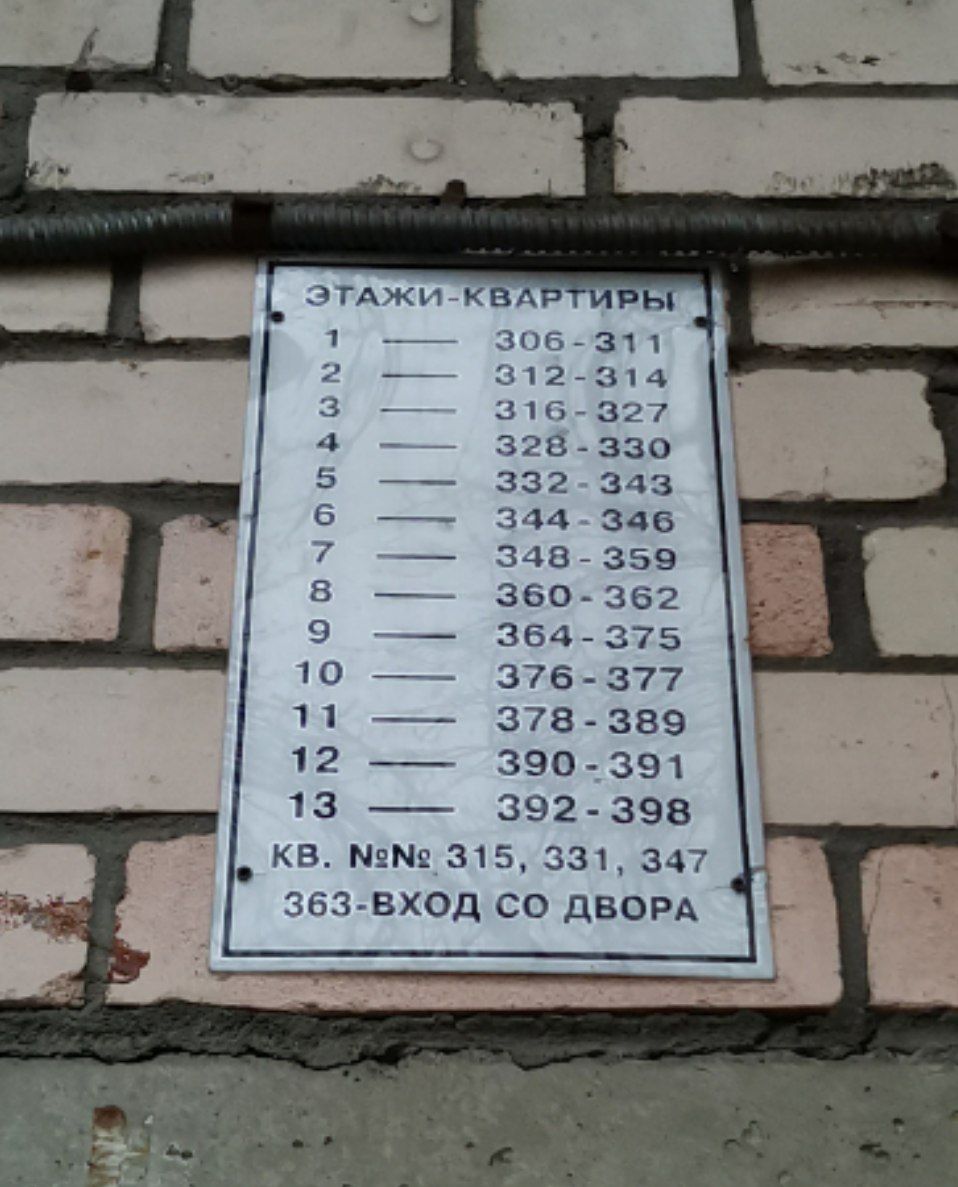 ЭТАЖИ-КВАРТИРЫ
1 — 306-311
2 — 312-314
3 — 316-327
4 — 328-330
5 — 332-343
6 — 344-346
7 — 348-359
8 — 360-362
9 — 364-375
10 — 376-377
11 — 378-389
12 — 390-391
13 — 392-398
КВ. №№ 315, 331, 347
363-ВХОД СО ДВОРА